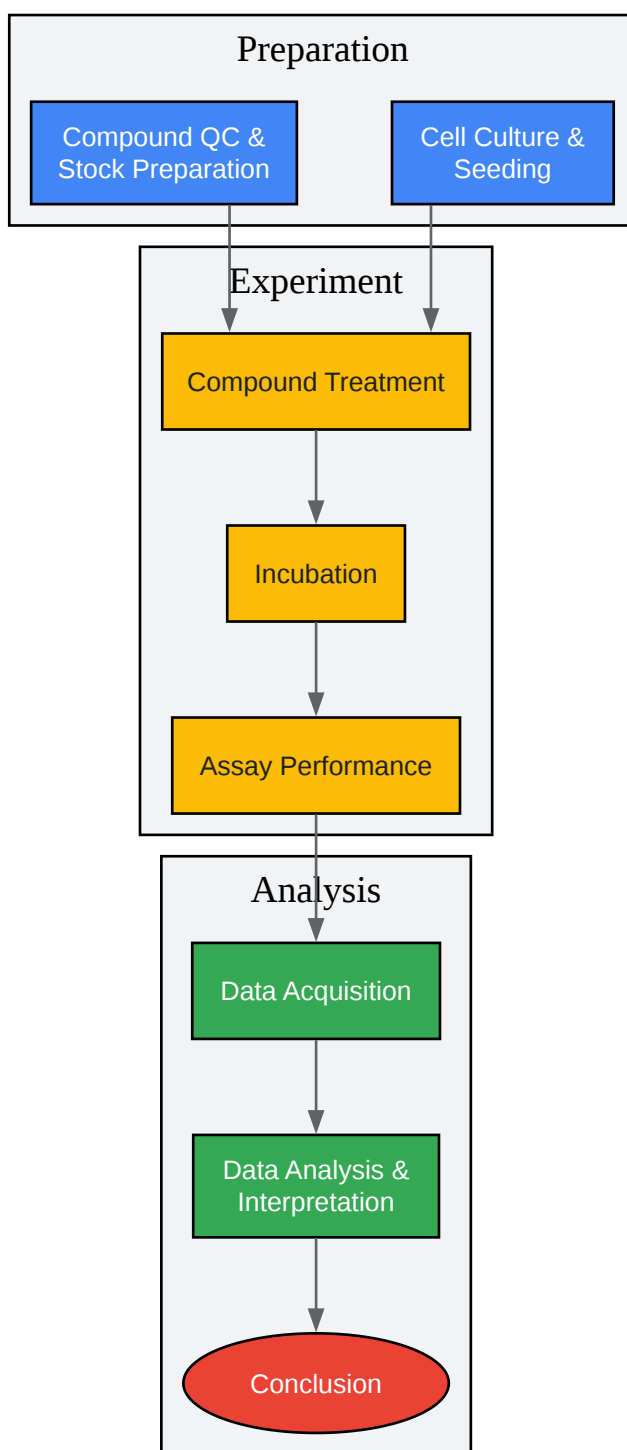 Preparation
Compound QC &
Stock Preparation
Cell Culture &
Seeding
Experiment
Compound Treatment
Incubation
Assay Performance
Analysis
Data Acquisition
Data Analysis &
Interpretation
Conclusion